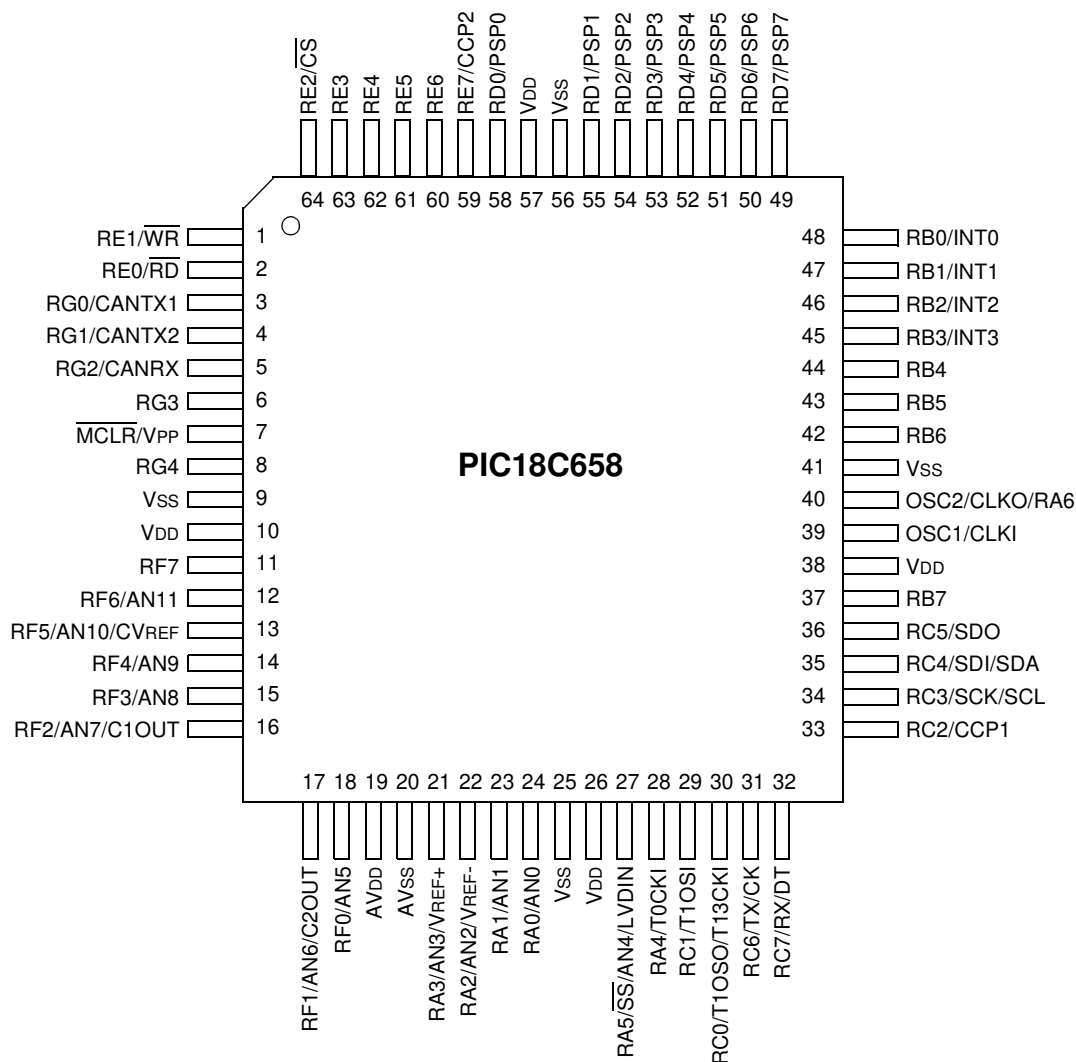 RE2/CS
RE3
RE4
RE5
RE6
RE7/CCP2
RD0/PSP0
VDD
VSS
RD1/PSP1
RD2/PSP2
RD3/PSP3
RD4/PSP4
RD5/PSP5
RD6/PSP6
RD7/PSP7
64 63 62 61 60 59 58 57 56 55 54 53 52 51 50 49
RE1/WR 1 48 RB0/INT0
RE0/RD 2 47 RB1/INT1
RG0/CANTX1 3 46 RB2/INT2
RG1/CANTX2 4 45 RB3/INT3
RG2/CANRX 5 44 RB4
RG3 6 43 RB5
MCLR/VPP 7 42 RB6
PIC18C658
RG4 8 41 VSS
VSS 9 40 OSC2/CLKO/RA6
VDD 10 39 OSC1/CLKI
RF7 11 38 VDD
RF6/AN11 12 37 RB7
RF5/AN10/CVREF 13 36 RC5/SDO
RF4/AN9 14 35 RC4/SDI/SDA
RF3/AN8 15 34 RC3/SCK/SCL
RF2/AN7/C1OUT 16 33 RC2/CCP1
17 18 19 20 21 22 23 24 25 26 27 28 29 30 31 32
RF1/AN6/C2OUT
RF0/AN5
AVDD
AVSS
RA3/AN3/VREF+
RA2/AN2/VREF-
RA1/AN1
RA0/AN0
VSS
VDD
RA5/SS/AN4/LVDIN
RA4/T0CKI
RC1/T1OSI
RC0/T1OSO/T13CKI
RC6/TX/CK
RC7/RX/DT